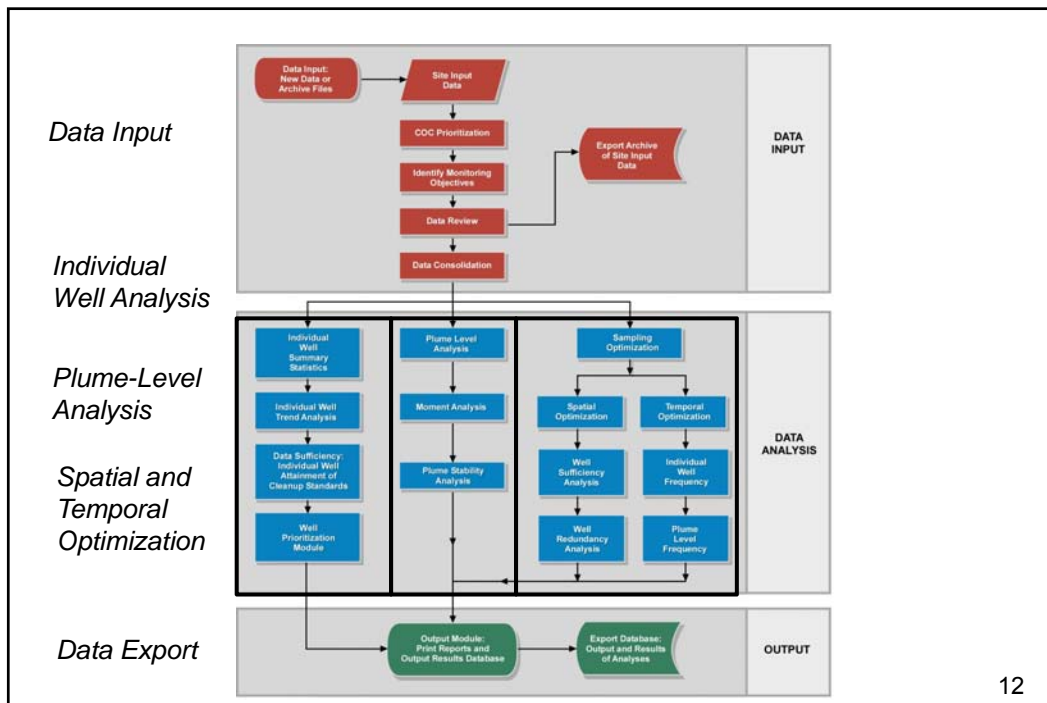 Data Input
Individual
Well Analysis
Plume-Level
Analysis
Spatial and
Temporal
Optimization
Data Export
Data Input:
New Data or
Archive Files
Site Input
Data
COC Prioritization
Identify Monitoring
Objectives
Data Review
Data Consolidation
Export Archive
of Site Input
Data
DATA
INPUT
Individual
Well
Summary
Statistics
Individual Well
Trend Analysis
Data Sufficiency:
Individual Well
Attainment of
Cleanup Standards
Well
Prioritization
Module
Plume Level
Analysis
Moment Analysis
Plume Stability
Analysis
Sampling
Optimization
Spatial
Optimization
Well
Sufficiency
Analysis
Well
Redundancy
Analysis
Temporal
Optimization
Individual
Well
Frequency
Plume
Level
Frequency
DATA
ANALYSIS
Output Module:
Print Reports and
Output Results Database
Export Database:
Output and Results
of Analyses
OUTPUT
12